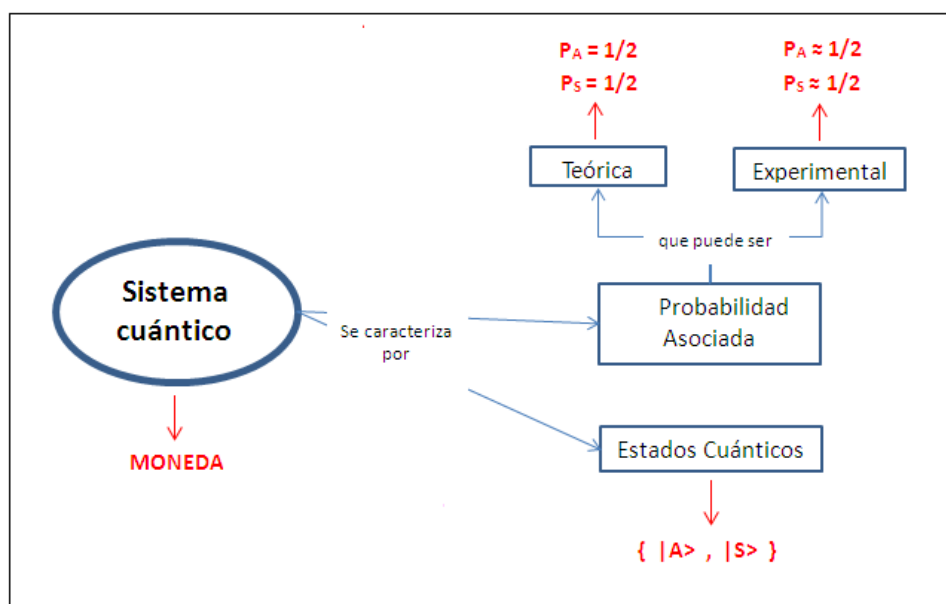 P_A = 1/2
P_S = 1/2
P_A ≈ 1/2
P_S ≈ 1/2
Teórica
Experimental
que puede ser
Sistema
cuántico
Se caracteriza
por
Probabilidad
Asociada
MONEDA
Estados Cuánticos
{ |A> , |S> }